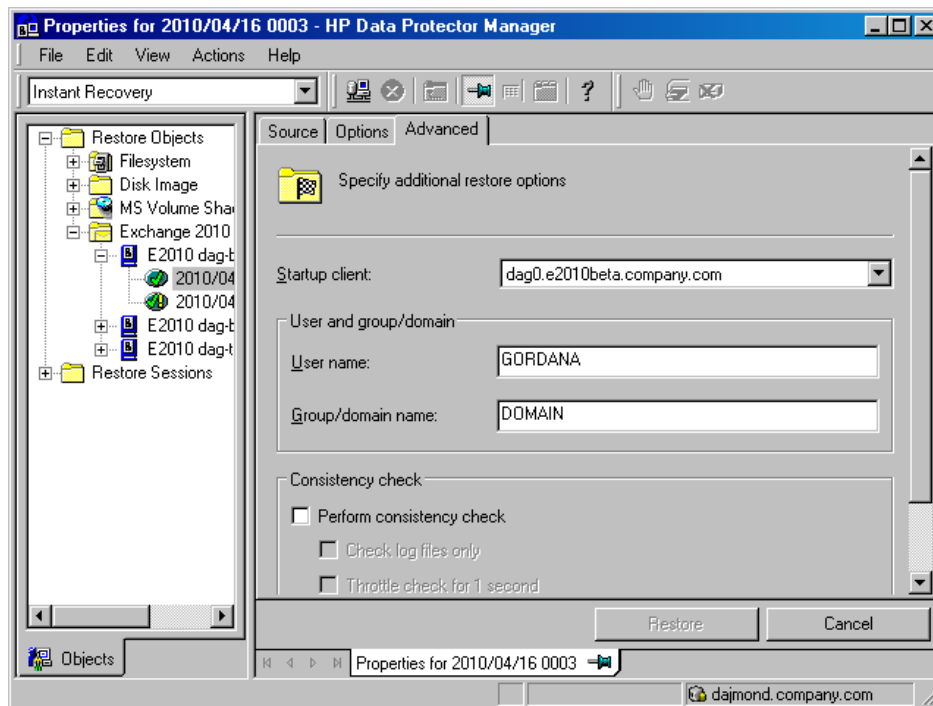 Properties for 2010/04/16 0003 - HP Data Protector Manager
File Edit View Actions Help
Instant Recovery
Restore Objects
Filesystem
Disk Image
MS Volume Sha
Exchange 2010
E2010 dag-b
2010/04
2010/04
E2010 dag-b
E2010 dag-t
Restore Sessions
Objects
Source Options Advanced
Specify additional restore options
Startup client: dag0.e2010beta.company.com
User and group/domain
User name: GORDANA
Group/domain name: DOMAIN
Consistency check
Perform consistency check
Check log files only
Throttle check for 1 second
Restore Cancel
Properties for 2010/04/16 0003
dajmond.company.com